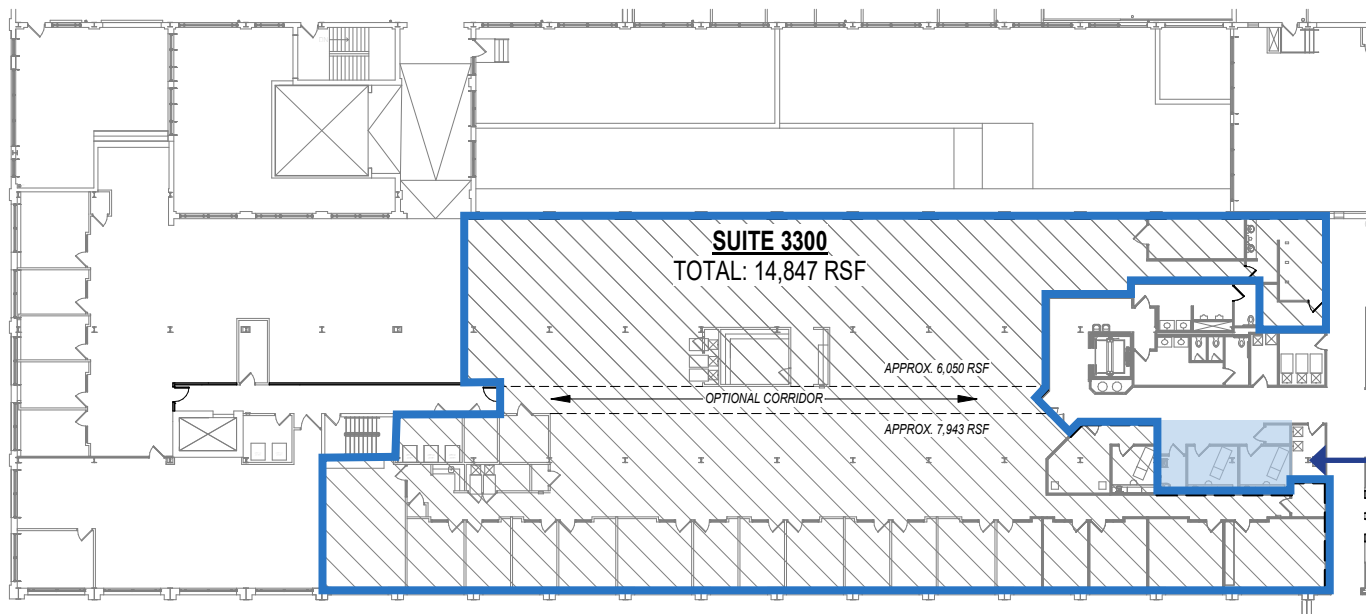 SUITE 3300
TOTAL: 14,847 RSF
APPROX. 6,050 RSF
OPTIONAL CORRIDOR
APPROX. 7,943 RSF